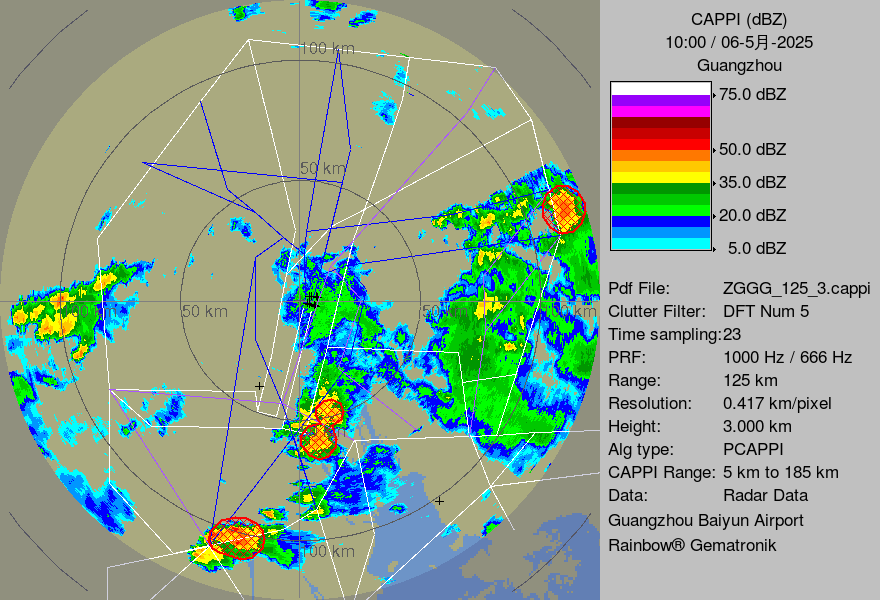 CAPPI (dBZ)
10:00 / 06-5月-2025
Guangzhou
75.0 dBZ
50.0 dBZ
35.0 dBZ
20.0 dBZ
5.0 dBZ
Pdf File: ZGGG_125_3.cappi
Clutter Filter: DFT Num 5
Time sampling:23
PRF: 1000 Hz / 666 Hz
Range: 125 km
Resolution: 0.417 km/pixel
Height: 3.000 km
Alg type: PCAPPI
CAPPI Range: 5 km to 185 km
Data: Radar Data
Guangzhou Baiyun Airport
Rainbow® Gematronik
100 km
50 km
50 km
50 km
100 km
100 km